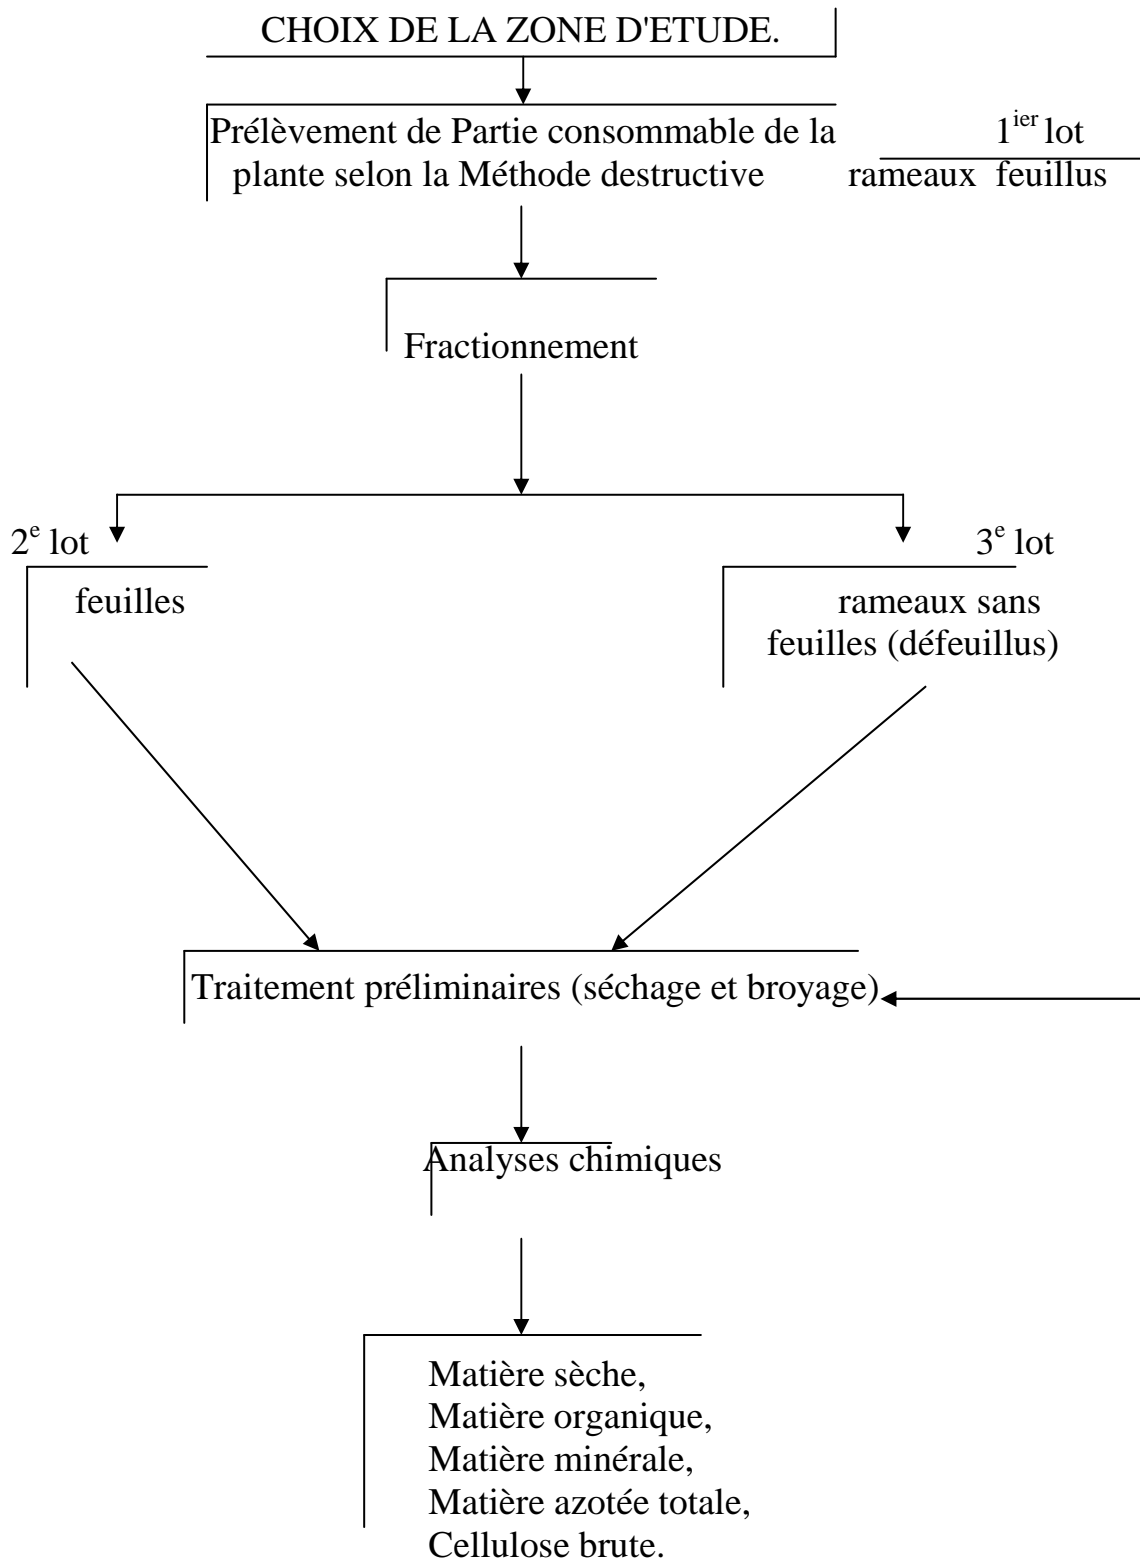 CHOIX DE LA ZONE D'ETUDE.
Prélèvement de Partie consommable de la
plante selon la Méthode destructive
1ier lot
rameaux feuillus
Fractionnement
2e lot
feuilles
3e lot
rameaux sans
feuilles (défeuillus)
Traitement préliminaires (séchage et broyage)
Analyses chimiques
Matière sèche,
Matière organique,
Matière minérale,
Matière azotée totale,
Cellulose brute.